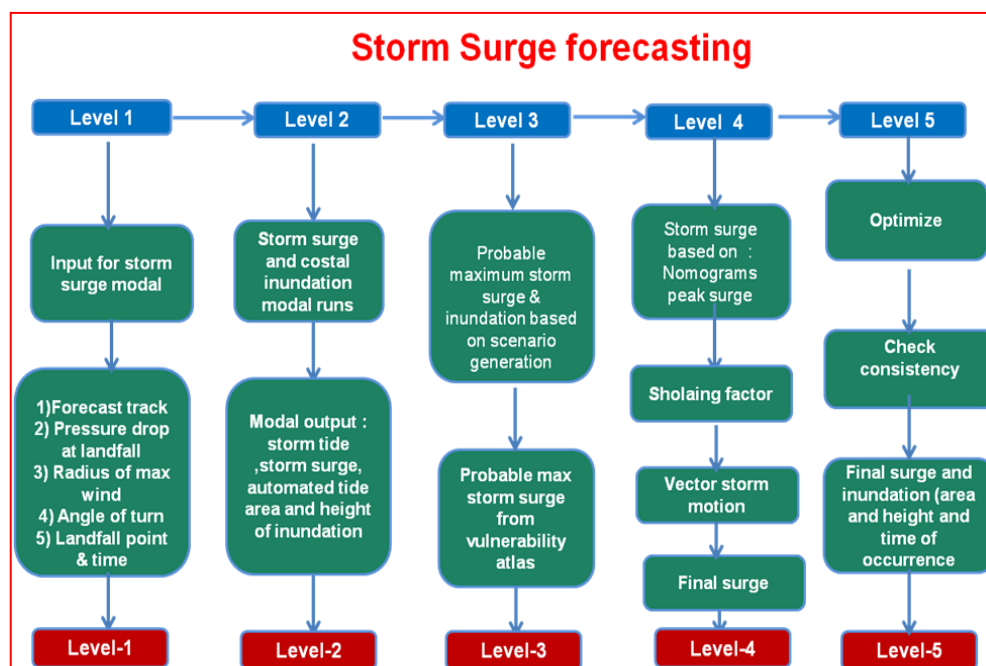 Storm Surge forecasting
Level 1
Level 2
Level 3
Level 4
Level 5
Input for storm
surge modal
1)Forecast track
2) Pressure drop
at landfall
3) Radius of max
wind
4) Angle of turn
5) Landfall point
& time
Level-1
Storm surge
and costal
inundation
modal runs
Modal output :
storm tide
,storm surge,
automated tide
area and height
of inundation
Level-2
Probable
maximum storm
surge &
inundation based
on scenario
generation
Probable max
storm surge
from
vulnerability
atlas
Level-3
Storm surge
based on :
Nomograms
peak surge
Sholaing factor
Vector storm
motion
Final surge
Level-4
Optimize
Check
consistency
Final surge and
inundation (area
and height and
time of
occurrence
Level-5